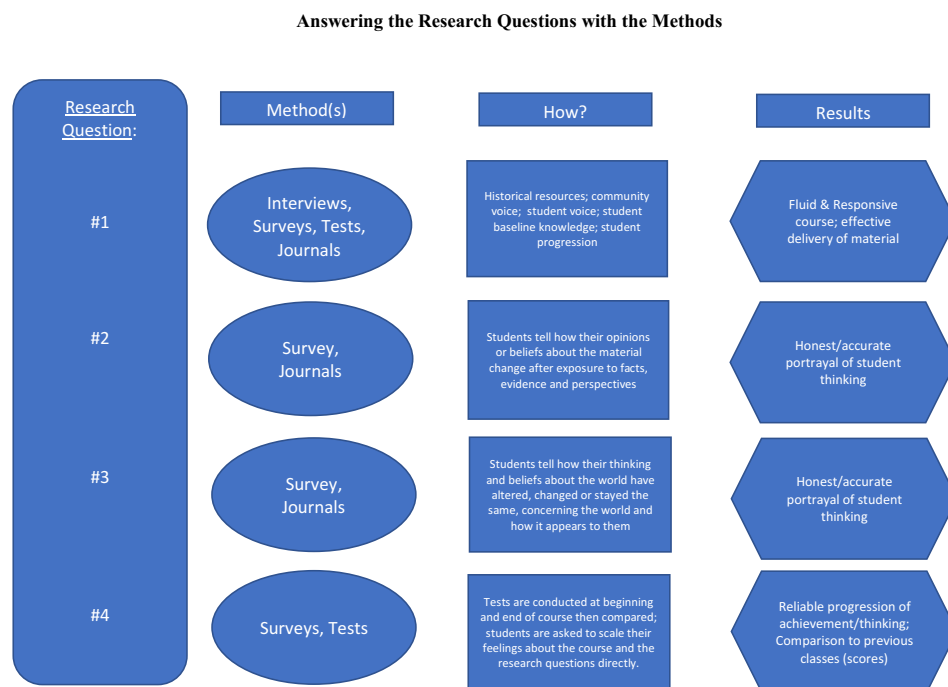 Answering the Research Questions with the Methods
Research
Question:
Method(s)
How?
Results
#1
Interviews,
Surveys, Tests,
Journals
Historical resources; community
voice; student voice; student
baseline knowledge; student
progression
Fluid & Responsive
course; effective
delivery of material
#2
Survey,
Journals
Students tell how their opinions
or beliefs about the material
change after exposure to facts,
evidence and perspectives
Honest/accurate
portrayal of student
thinking
#3
Survey,
Journals
Students tell how their thinking
and beliefs about the world have
altered, changed or stayed the
same, concerning the world and
how it appears to them
Honest/accurate
portrayal of student
thinking
#4
Surveys, Tests
Tests are conducted at beginning
and end of course then compared;
students are asked to scale their
feelings about the course and the
research questions directly.
Reliable progression of
achievement/thinking;
Comparison to previous
classes (scores)